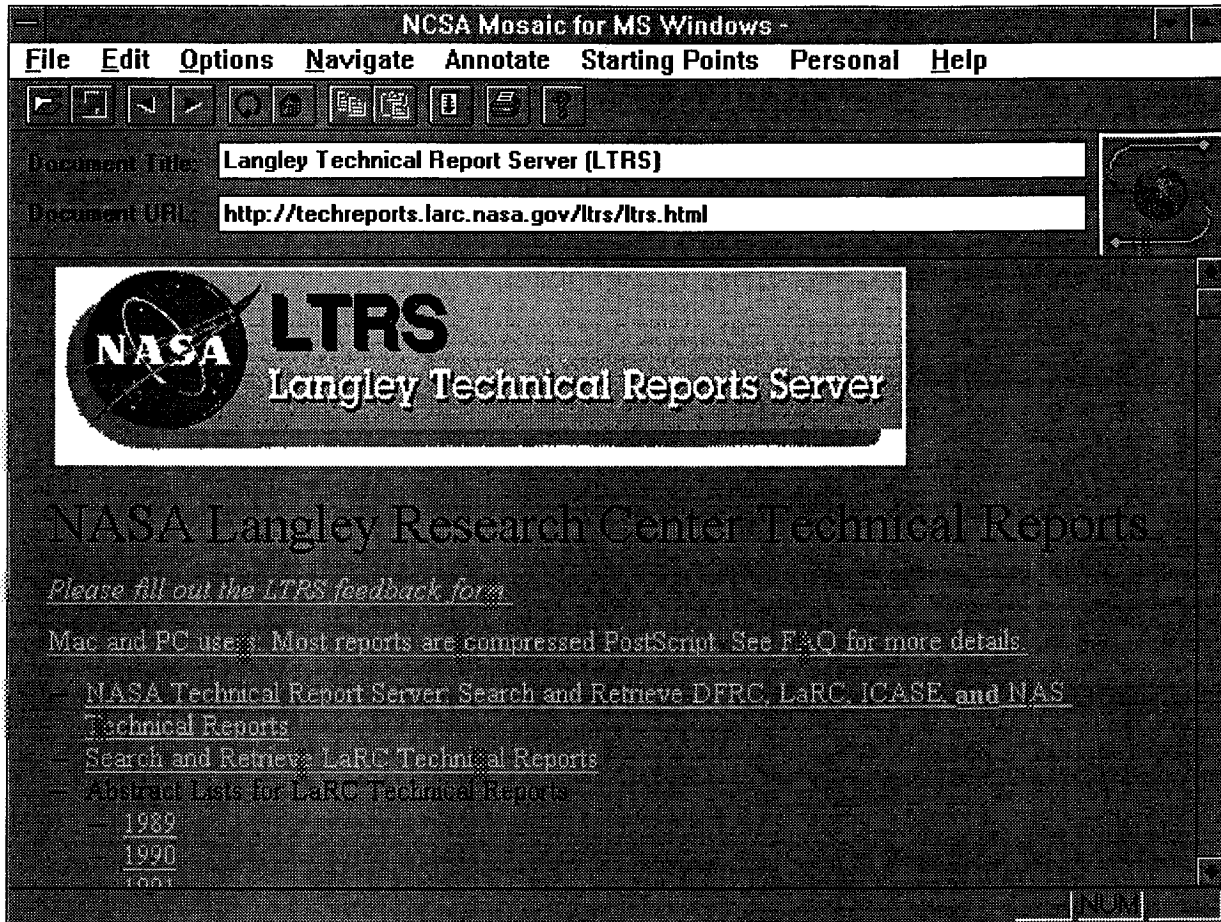 NCSA Mosaic for MS Windows -
File Edit Options Navigate Annotate Starting Points Personal Help
Document Title: Langley Technical Report Server (LTRS)
Document URL: http://techreports.larc.nasa.gov/ltrs/ltrs.html
NASA
LTRS
Langley Technical Reports Server
NASA Langley Research Center Technical Reports
Please fill out the LTRS feedback form.
Mac and PC users: Most reports are compressed PostScript. See FAQ for more details.
– NASA Technical Report Server: Search and Retrieve DFRC, LaRC, ICASE, and NAS
Technical Reports
– Search and Retrieve LaRC Technical Reports
– Abstract Lists for LaRC Technical Reports
– 1989
– 1990
1991
NUM